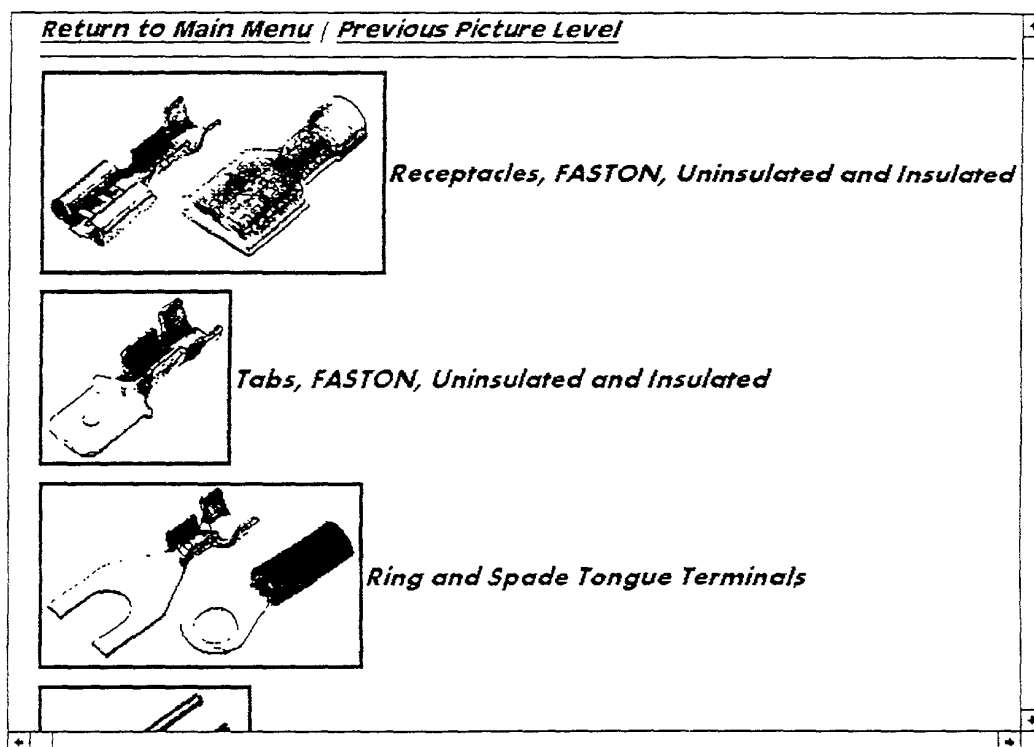 Return to Main Menu / Previous Picture Level
Receptacles, FASTON, Uninsulated and Insulated
Tabs, FASTON, Uninsulated and Insulated
Ring and Spade Tongue Terminals